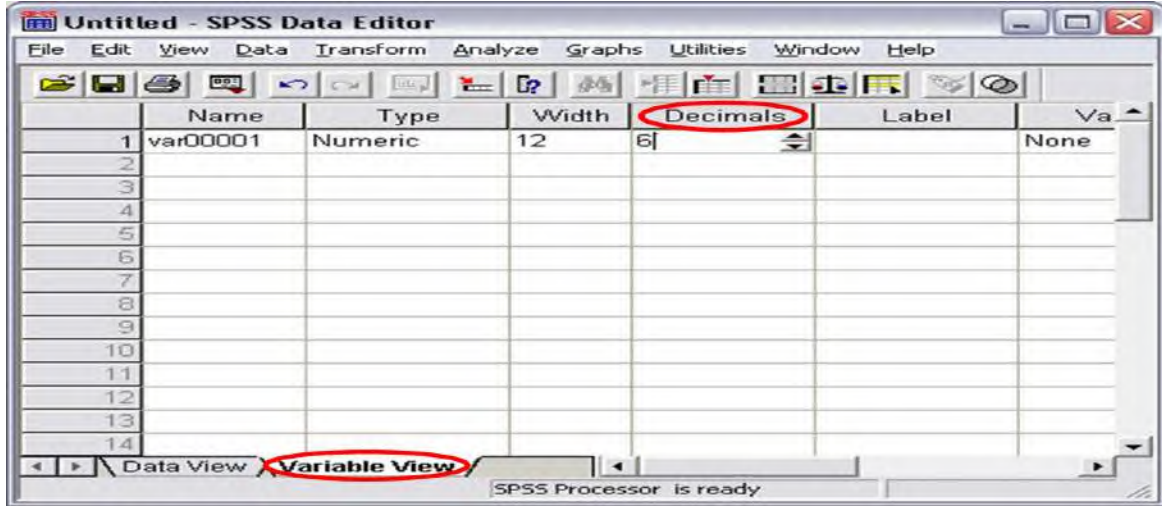 Untitled - SPSS Data Editor
File Edit View Data Transform Analyze Graphs Utilities Window Help
Name Type Width Decimals Label Va
1 var00001 Numeric 12 6 None
2
3
4
5
6
7
8
9
10
11
12
13
14
Data View Variable View
SPSS Processor is ready